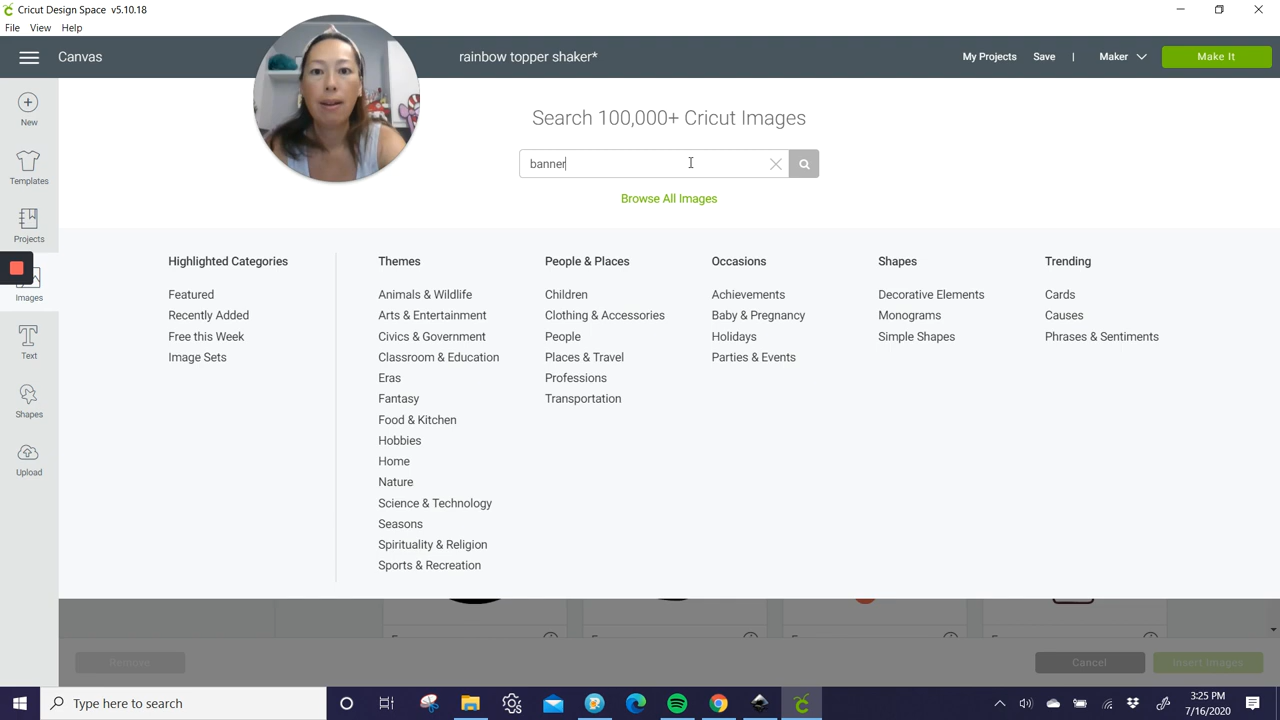 Cricut Design Space v5.10.18
File View Help
Canvas
rainbow topper shaker*
My Projects Save | Maker Make It
New
Templates
Projects
Images
Text
Shapes
Upload
Search 100,000+ Cricut Images
banner
Browse All Images
Highlighted Categories
Featured
Recently Added
Free this Week
Image Sets
Themes
Animals & Wildlife
Arts & Entertainment
Civics & Government
Classroom & Education
Eras
Fantasy
Food & Kitchen
Hobbies
Home
Nature
Science & Technology
Seasons
Spirituality & Religion
Sports & Recreation
People & Places
Children
Clothing & Accessories
People
Places & Travel
Professions
Transportation
Occasions
Achievements
Baby & Pregnancy
Holidays
Parties & Events
Shapes
Decorative Elements
Monograms
Simple Shapes
Trending
Cards
Causes
Phrases & Sentiments
Remove
Cancel
Insert Images
Type here to search
3:25 PM
7/16/2020